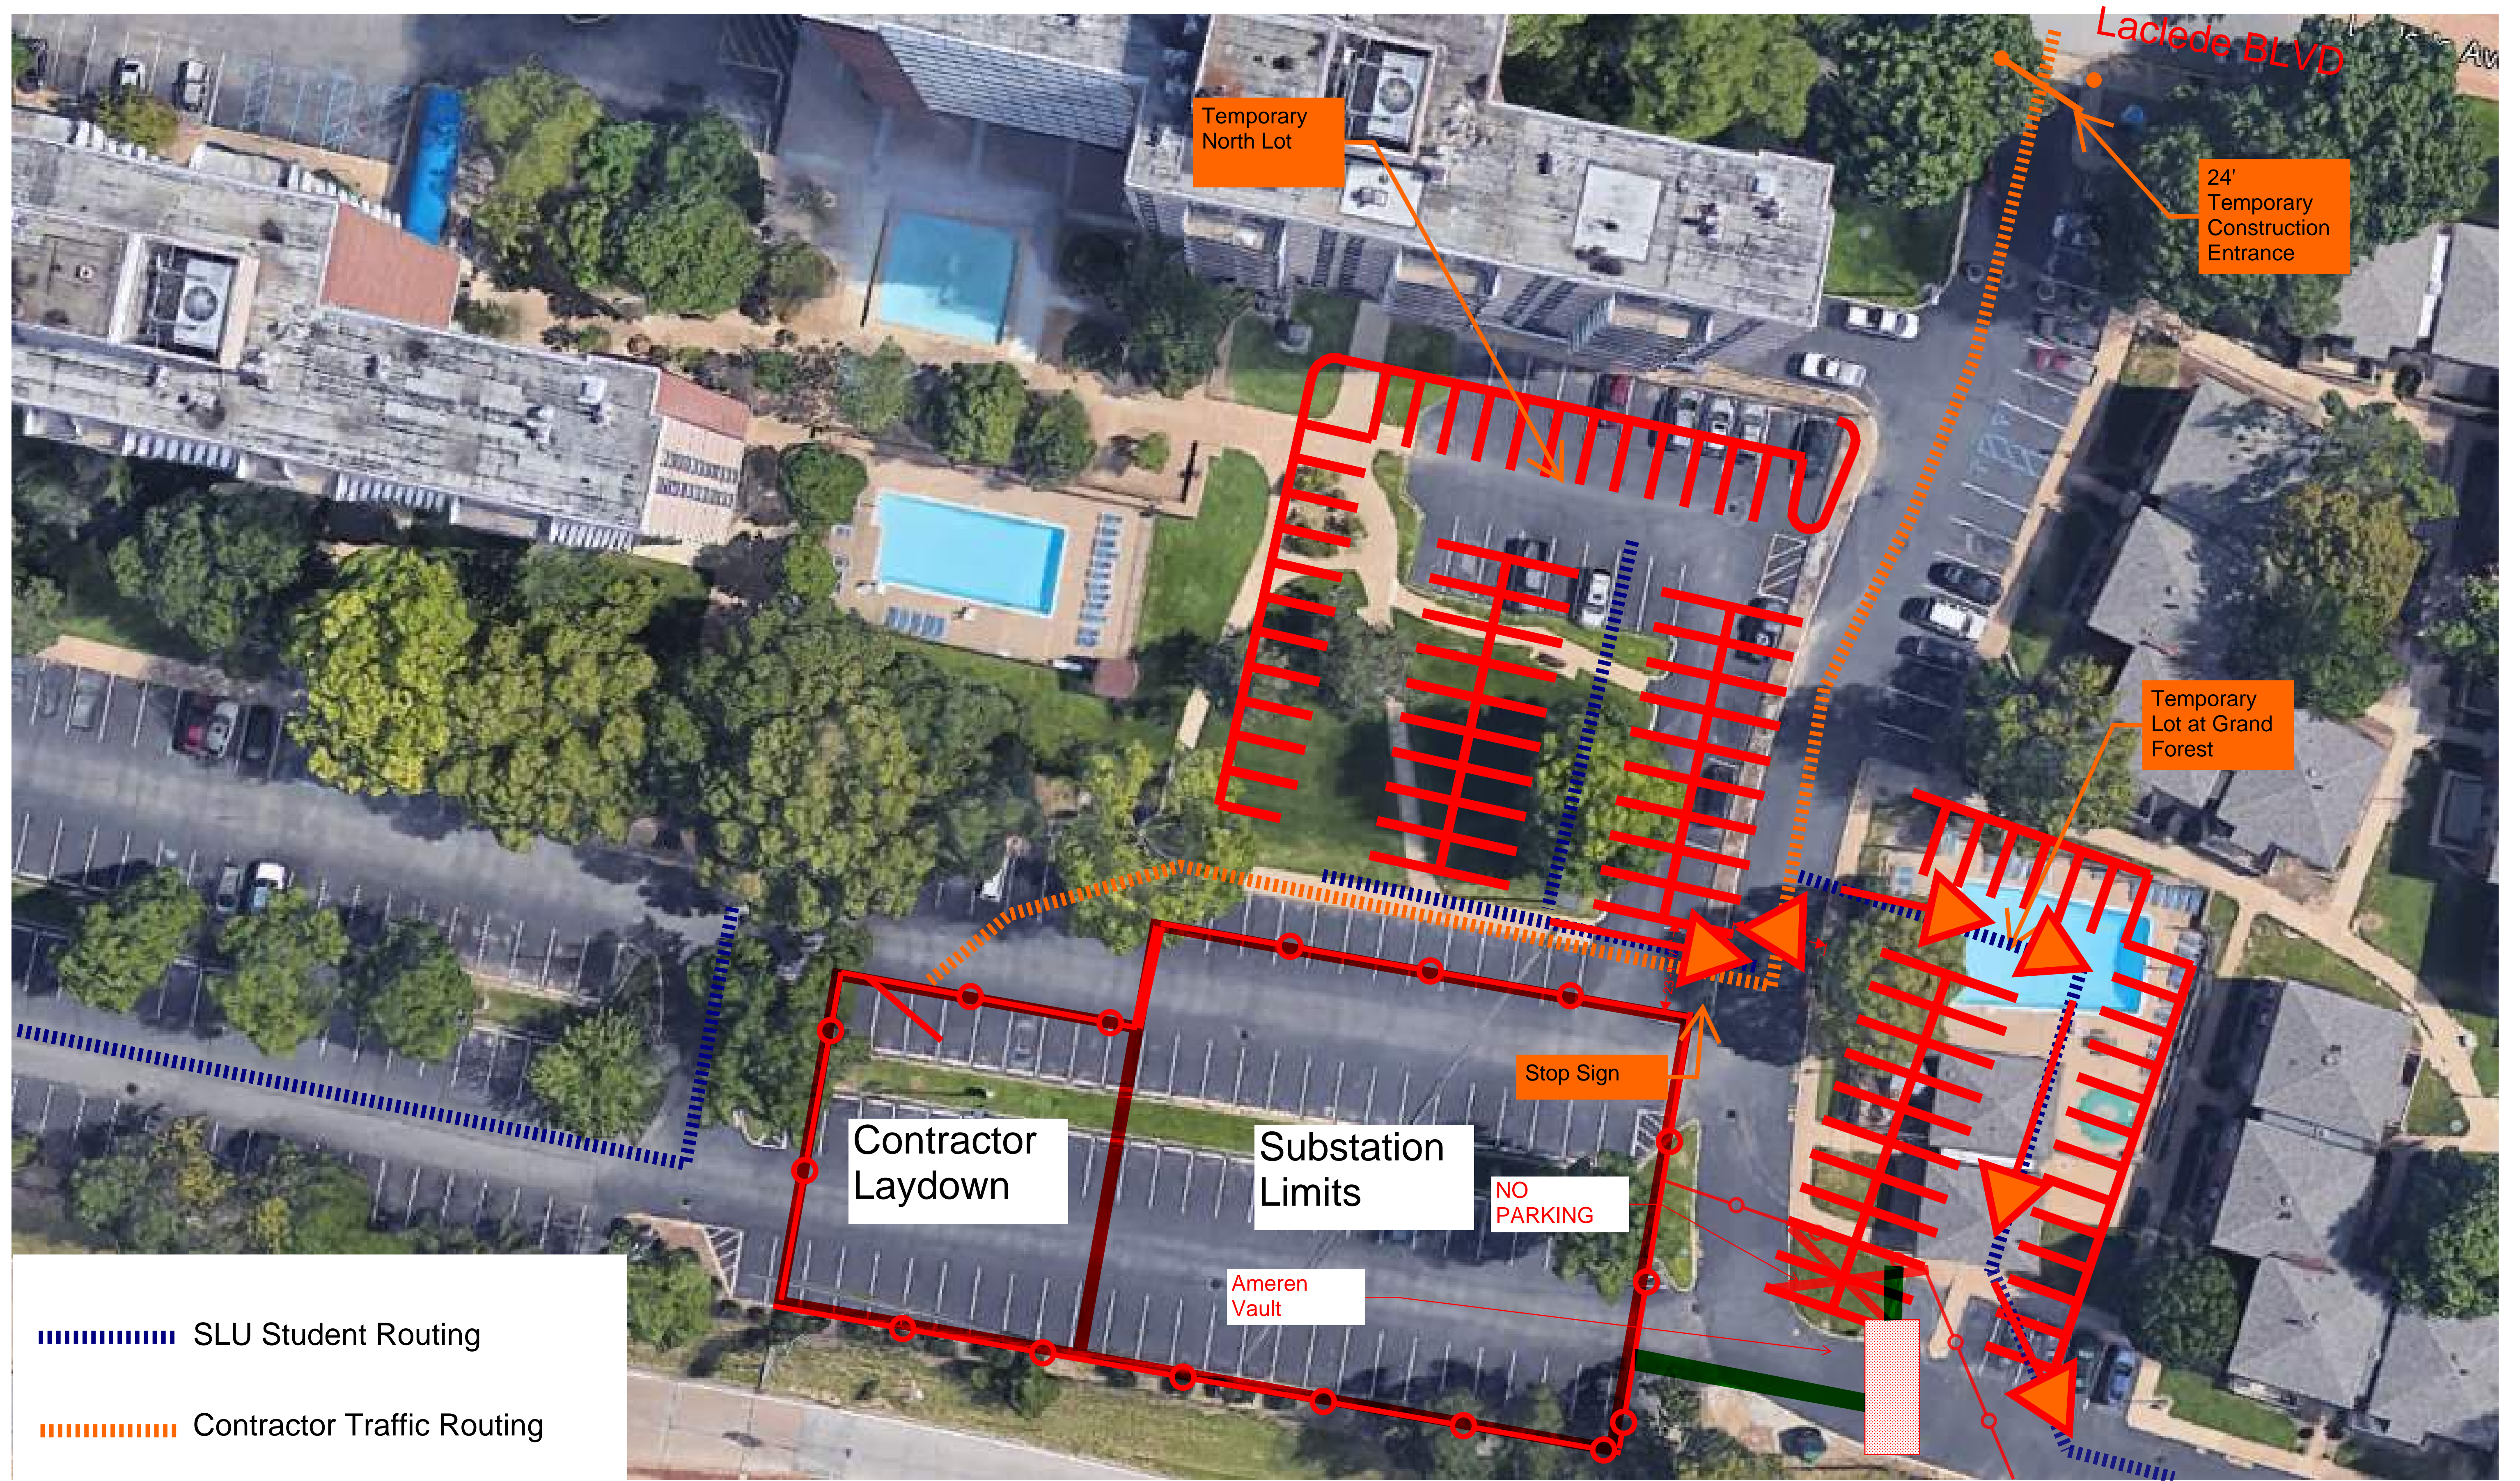 Laclede BLVD
Temporary
North Lot
24'
Temporary
Construction
Entrance
Temporary
Lot at Grand
Forest
Stop Sign
Contractor
Laydown
Substation
Limits
NO
PARKING
Ameren
Vault
SLU Student Routing
Contractor Traffic Routing